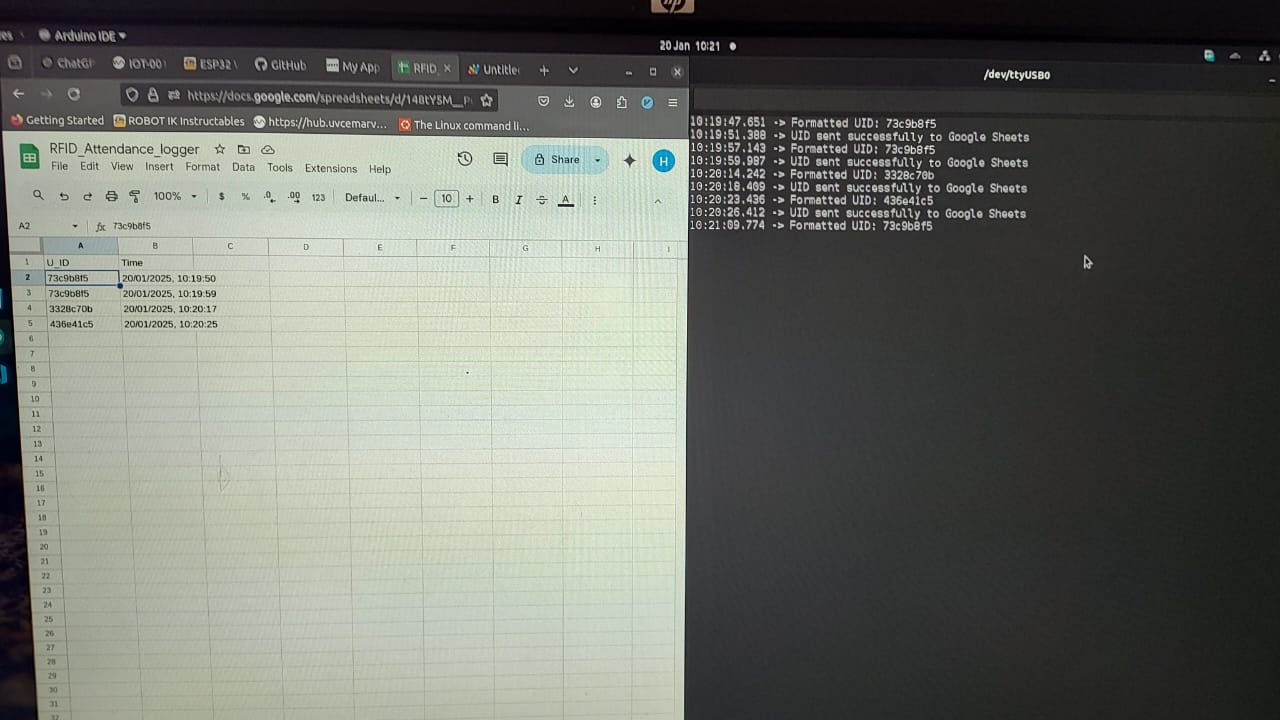 hp
Arduino IDE
20 Jan 10:21
IOT-00
ESP32
GitHub
My App
RFID_
https://docs.google.com/spreadsheets/d/14BtYSM__P
Getting Started
ROBOT IK Instructables
https://hub.uvcemarv...
The Linux command li...
RFID_Attendance_logger
File Edit View Insert Format Data Tools Extensions Help
Share
H
100%
$ % .0 .00 123
Defaul...
− 10 +
B I A
A2
fx 73c9b8f5
A B C D E F G H I
1 U_ID Time
2 73c9b8f5 20/01/2025, 10:19:50
3 73c9b8f5 20/01/2025, 10:19:59
4 3328c70b 20/01/2025, 10:20:17
5 436e41c5 20/01/2025, 10:20:25
6
7
8
9
10
11
12
13
14
15
16
17
18
19
20
21
22
23
24
25
26
27
28
29
30
31
32
/dev/ttyUSB0
10:19:47.651 -> Formatted UID: 73c9b8f5
10:19:51.388 -> UID sent successfully to Google Sheets
10:19:57.143 -> Formatted UID: 73c9b8f5
10:19:59.987 -> UID sent successfully to Google Sheets
10:20:14.242 -> Formatted UID: 3328c70b
10:20:18.409 -> UID sent successfully to Google Sheets
10:20:23.436 -> Formatted UID: 436e41c5
10:20:26.412 -> UID sent successfully to Google Sheets
10:21:09.774 -> Formatted UID: 73c9b8f5